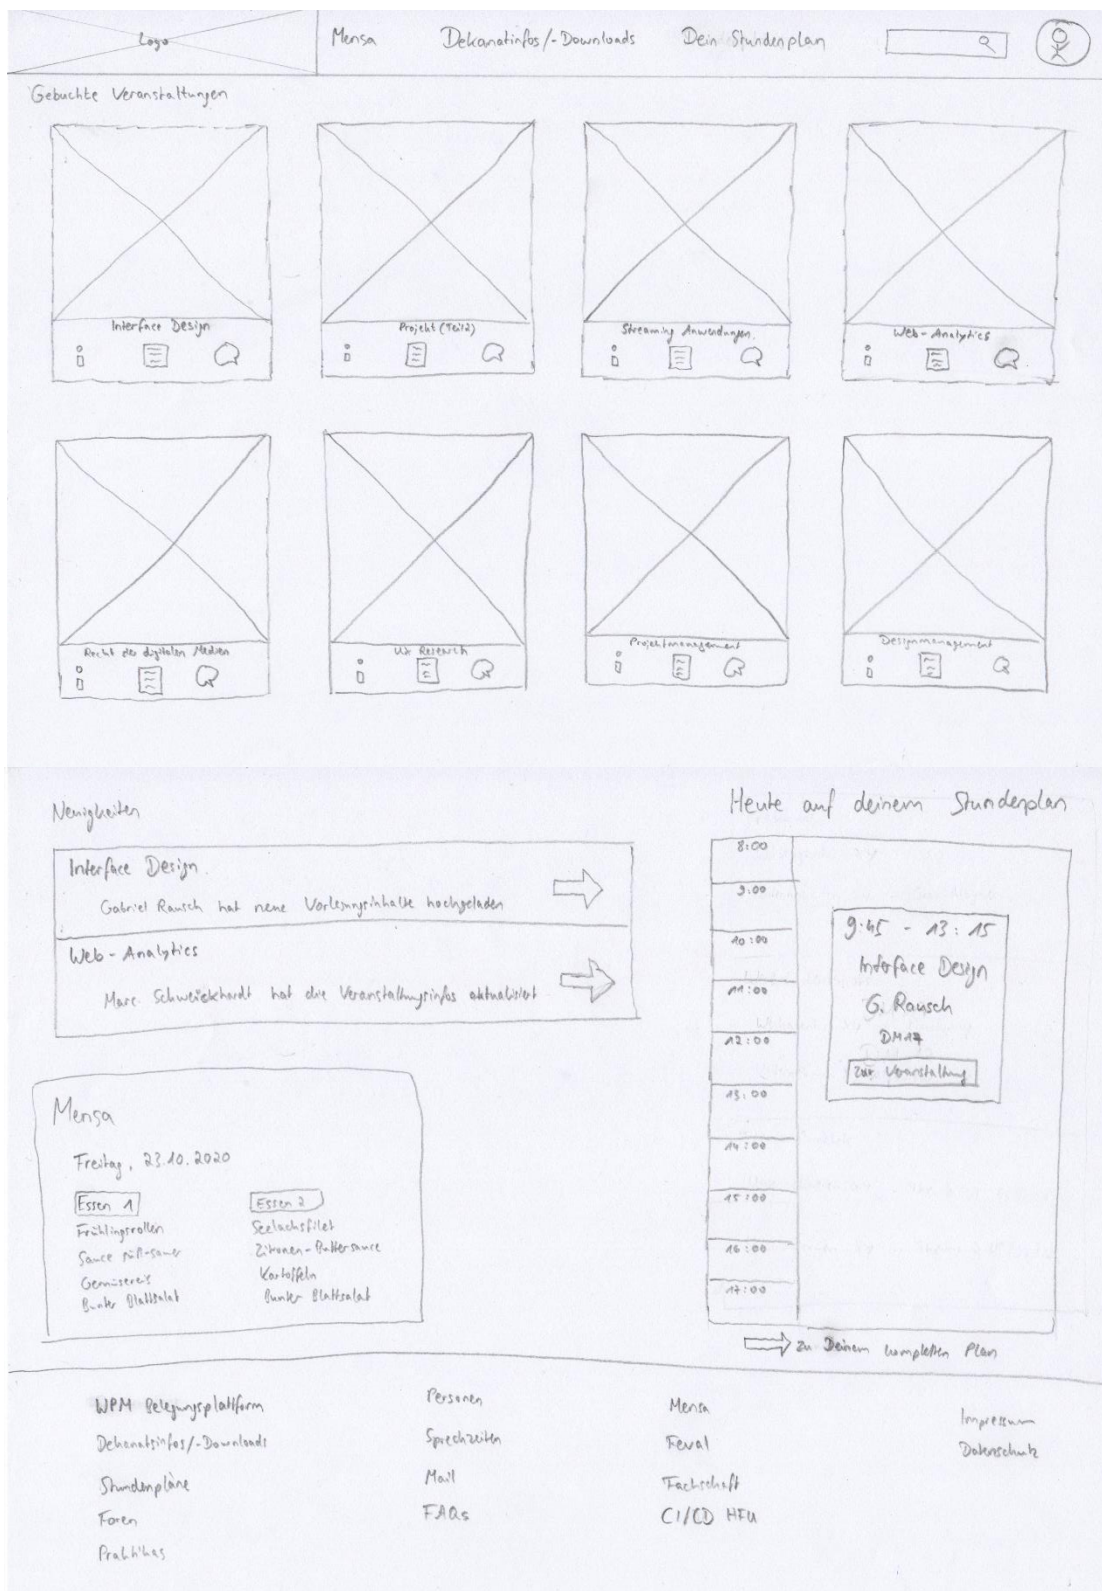 Logo
Mensa
Dekanatinfos/-Downloads
Dein Stundenplan
Gebuchte Veranstaltungen
Interface Design
Projekt (Teil2)
Streaming Anwendungen
Web-Analytics
Recht der digitalen Medien
UX Research
Projektmanagement
Designmanagement
Neuigkeiten
Interface Design
Gabriel Rausch hat neue Vorlesungsinhalte hochgeladen
Web-Analytics
Marc Schweickhardt hat die Veranstaltungsinfos aktualisiert
Mensa
Freitag, 23.10.2020
Essen 1
Frühlingsrollen
Sauce süß-sauer
Gemüsereis
Bunter Blattsalat
Essen 2
Seelachsfilet
Zitronen-Buttersauce
Kartoffeln
Bunter Blattsalat
Heute auf deinem Stundenplan
8:00
9:00
10:00
11:00
12:00
13:00
14:00
15:00
16:00
17:00
9:45 - 13:15
Interface Design
G. Rausch
DM17
Zur Veranstaltung
zu Deinem kompletten Plan
WPM Belegungsplattform
Dekanatsinfos/-Downloads
Stundenpläne
Foren
Praktikas
Personen
Sprechzeiten
Mail
FAQs
Mensa
Feval
Fachschaft
CI/CD HFU
Impressum
Datenschutz